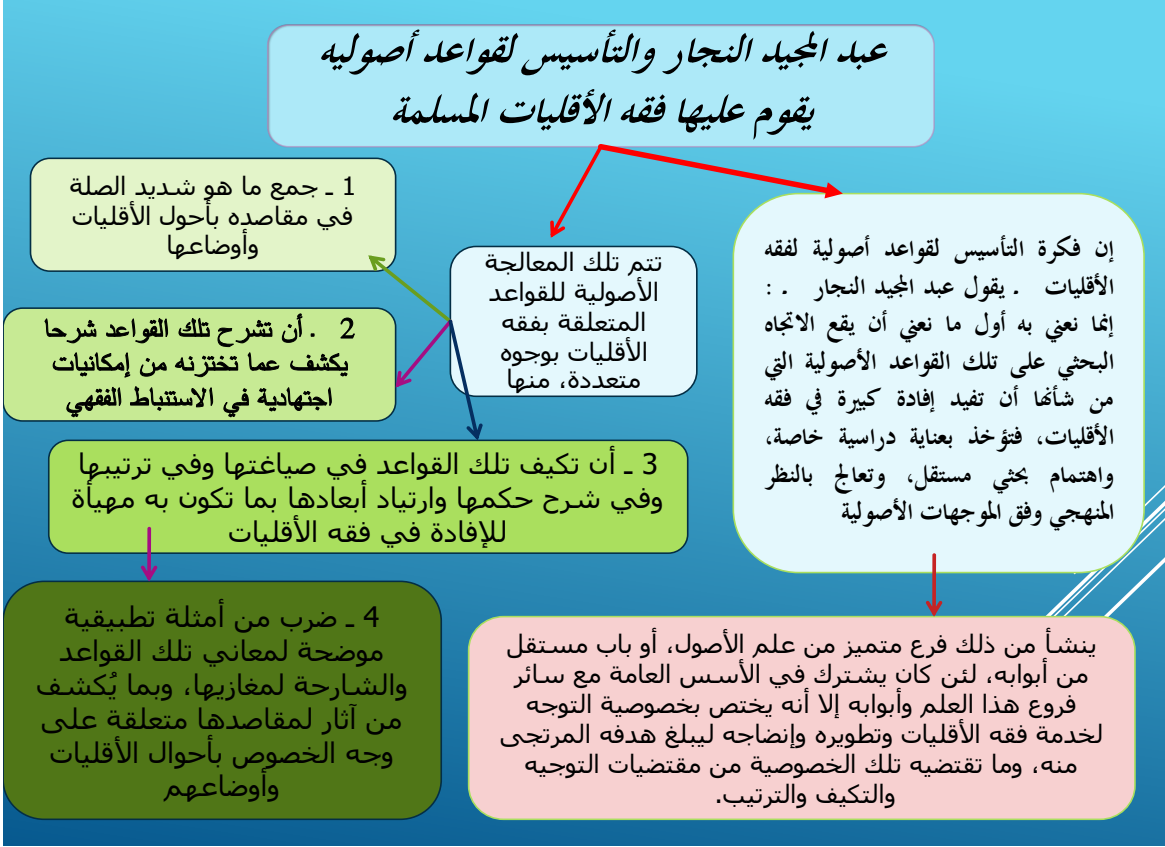 عبد المجيد النجار والتأسيس لقواعد أصوليه
يقوم عليها فقه الأقليات المسلمة
إن فكرة التأسيس لقواعد أصولية لفقه
الأقليات ـ يقول عبد المجيد النجار ـ :
إنما نعني به أول ما نعني أن يقع الاتجاه
البحثي على تلك القواعد الأصولية التي
من شأنها أن تفيد إفادة كبيرة في فقه
الأقليات، فتؤخذ بعناية دراسية خاصة،
واهتمام بحثي مستقل، وتعالج بالنظر
المنهجي وفق الموجهات الأصولية
ينشأ من ذلك فرع متميز من علم الأصول، أو باب مستقل
من أبوابه، لئن كان يشترك في الأسس العامة مع سائر
فروع هذا العلم وأبوابه إلا أنه يختص بخصوصية التوجه
لخدمة فقه الأقليات وتطويره وإنضاجه ليبلغ هدفه المرتجى
منه، وما تقتضيه تلك الخصوصية من مقتضيات التوجيه
والتكيف والترتيب.
تتم تلك المعالجة
الأصولية للقواعد
المتعلقة بفقه
الأقليات بوجوه
متعددة، منها
1 ـ جمع ما هو شديد الصلة
في مقاصده بأحول الأقليات
وأوضاعها
2 ـ أن تشرح تلك القواعد شرحا
يكشف عما تختزنه من إمكانيات
اجتهادية في الاستنباط الفقهي
3 ـ أن تكيف تلك القواعد في صياغتها وفي ترتيبها
وفي شرح حكمها وارتياد أبعادها بما تكون به مهيأة
للإفادة في فقه الأقليات
4 ـ ضرب من أمثلة تطبيقية
موضحة لمعاني تلك القواعد
والشارحة لمغازيها، وبما يُكشف
من آثار لمقاصدها متعلقة على
وجه الخصوص بأحوال الأقليات
وأوضاعهم